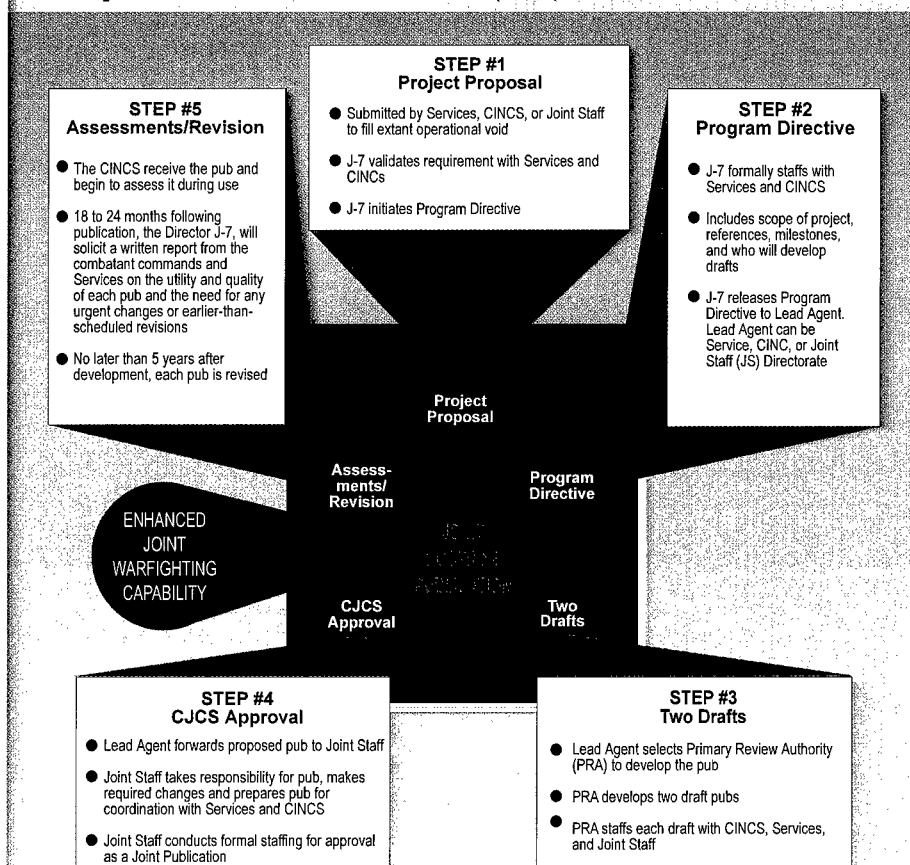 STEP #1
Project Proposal
● Submitted by Services, CINCS, or Joint Staff
to fill extant operational void
● J-7 validates requirement with Services and
CINCs
● J-7 initiates Program Directive
STEP #2
Program Directive
● J-7 formally staffs with
Services and CINCS
● Includes scope of project,
references, milestones,
and who will develop
drafts
● J-7 releases Program
Directive to Lead Agent.
Lead Agent can be
Service, CINC, or Joint
Staff (JS) Directorate
STEP #3
Two Drafts
● Lead Agent selects Primary Review Authority
(PRA) to develop the pub
● PRA develops two draft pubs
● PRA staffs each draft with CINCS, Services,
and Joint Staff
STEP #4
CJCS Approval
● Lead Agent forwards proposed pub to Joint Staff
● Joint Staff takes responsibility for pub, makes
required changes and prepares pub for
coordination with Services and CINCS
● Joint Staff conducts formal staffing for approval
as a Joint Publication
STEP #5
Assessments/Revision
● The CINCS receive the pub and
begin to assess it during use
● 18 to 24 months following
publication, the Director J-7, will
solicit a written report from the
combatant commands and
Services on the utility and quality
of each pub and the need for any
urgent changes or earlier-than-
scheduled revisions
● No later than 5 years after
development, each pub is revised
Project
Proposal
Assess-
ments/
Revision
Program
Directive
CJCS
Approval
Two
Drafts
ENHANCED
JOINT
WARFIGHTING
CAPABILITY